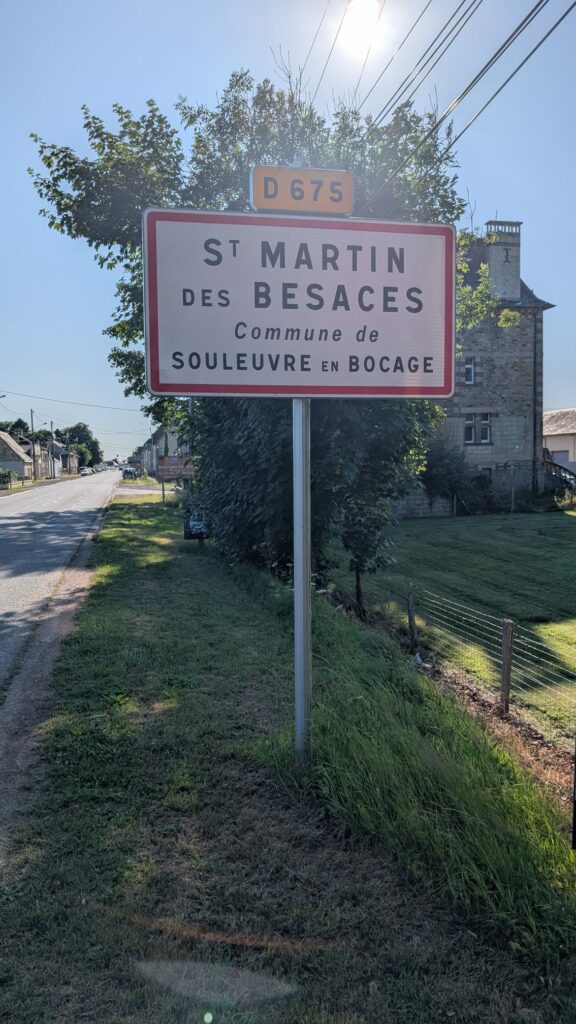 D 675
ST MARTIN
DES BESACES
Commune de
SOULEUVRE EN BOCAGE